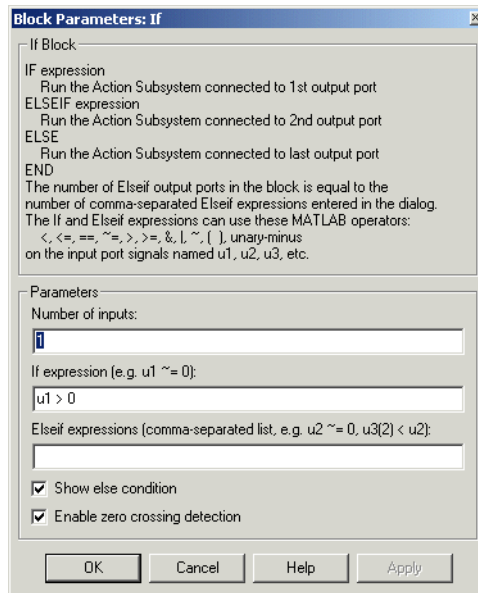 Block Parameters: If
If Block
IF expression
Run the Action Subsystem connected to 1st output port
ELSEIF expression
Run the Action Subsystem connected to 2nd output port
ELSE
Run the Action Subsystem connected to last output port
END
The number of Elseif output ports in the block is equal to the
number of comma-separated Elseif expressions entered in the dialog.
The If and Elseif expressions can use these MATLAB operators:
<, <=, ==, ~=, >, >=, &, |, ~, ( ), unary-minus
on the input port signals named u1, u2, u3, etc.
Parameters
Number of inputs:
1
If expression (e.g. u1 ~= 0):
u1 > 0
Elseif expressions (comma-separated list, e.g. u2 ~= 0, u3(2) < u2):
Show else condition
Enable zero crossing detection
OK Cancel Help Apply